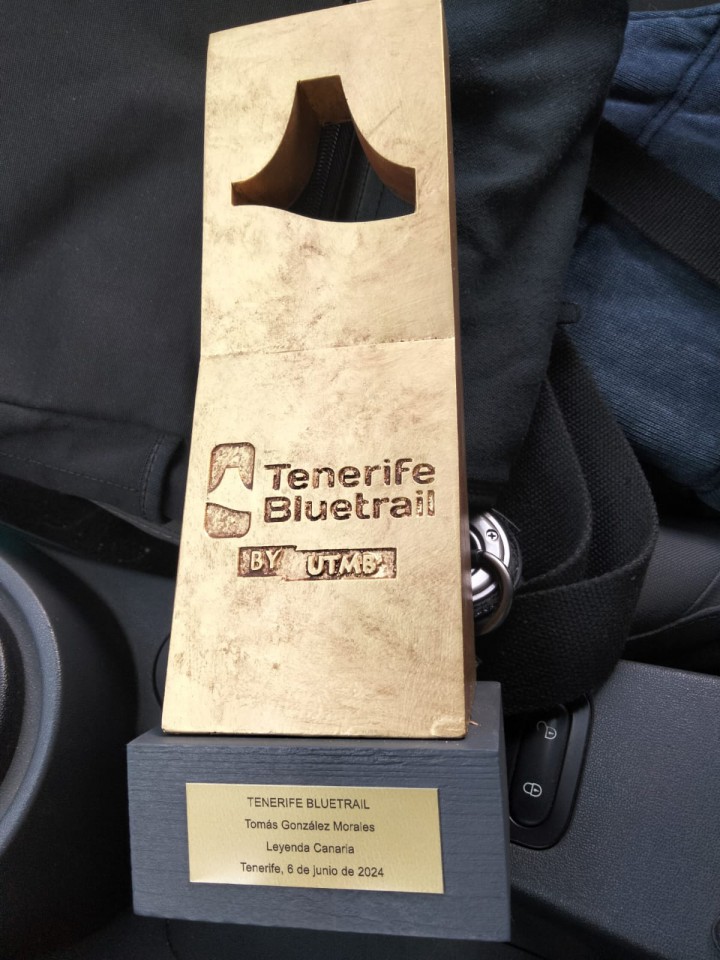 Tenerife
Bluetrail
BY UTMB
TENERIFE BLUETRAIL
Tomás González Morales
Leyenda Canaria
Tenerife, 6 de junio de 2024